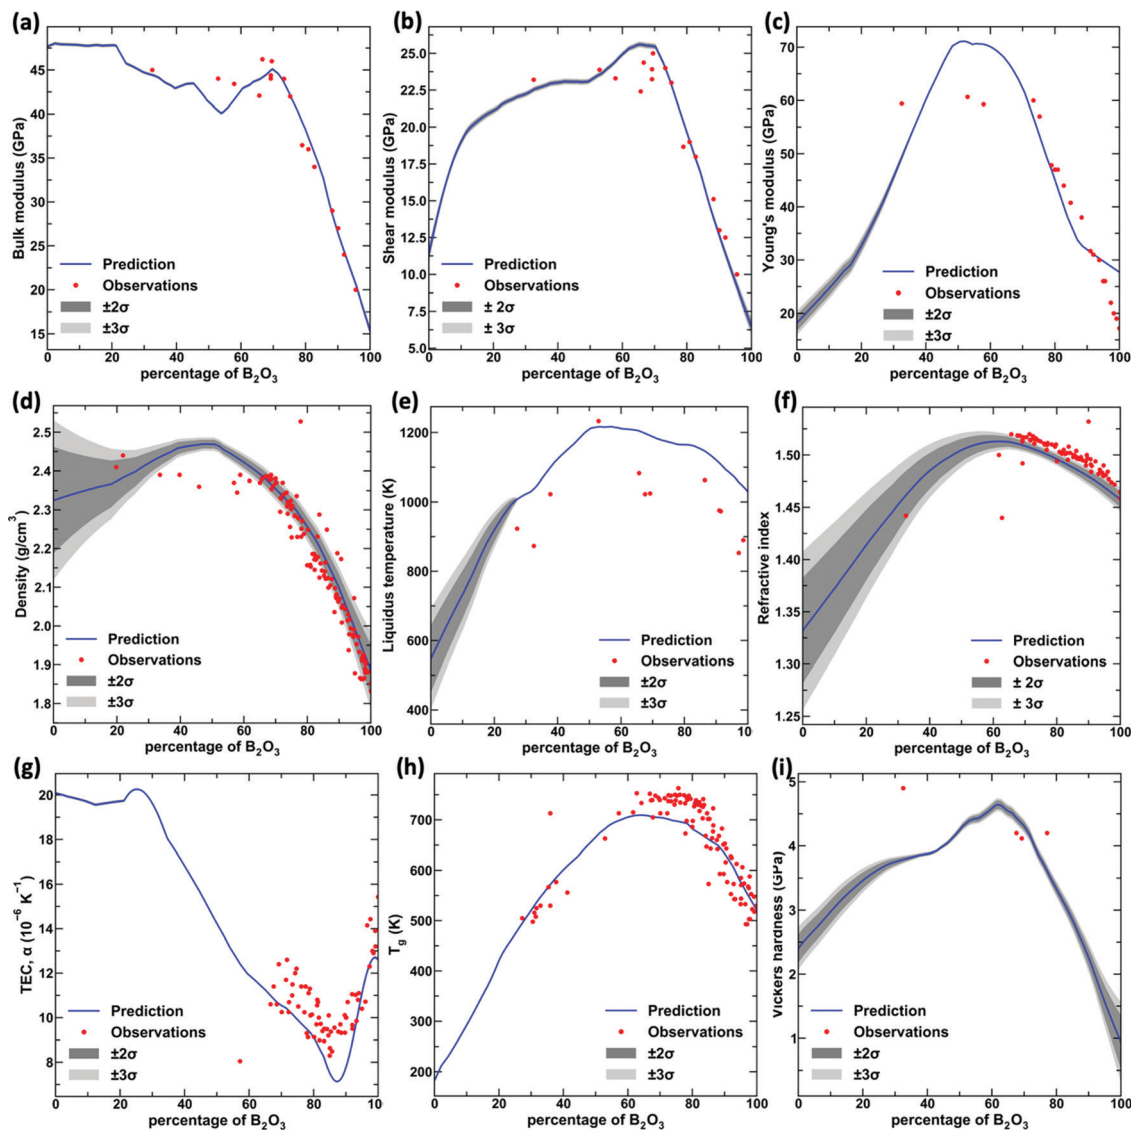 (a)
Bulk modulus (GPa)
45
40
35
30
25
20
15
Prediction
Observations
±2σ
±3σ
0 20 40 60 80 100
percentage of B₂O₃
(b)
Shear modulus (GPa)
25.0
22.5
20.0
17.5
15.0
12.5
10.0
7.5
5.0
Prediction
Observations
± 2σ
± 3σ
0 20 40 60 80 100
percentage of B₂O₃
(c)
Young's modulus (GPa)
70
60
50
40
30
20
Prediction
Observations
±2σ
±3σ
0 20 40 60 80 100
percentage of B₂O₃
(d)
Density (g/cm³)
2.5
2.4
2.3
2.2
2.1
2.0
1.9
1.8
Prediction
Observations
±2σ
±3σ
0 20 40 60 80 100
percentage of B₂O₃
(e)
Liquidus temperature (K)
1200
1000
800
600
400
Prediction
Observations
±2σ
±3σ
0 20 40 60 80 100
percentage of B₂O₃
(f)
Refractive index
1.50
1.45
1.40
1.35
1.30
1.25
Prediction
Observations
± 2σ
± 3σ
0 20 40 60 80 100
percentage of B₂O₃
(g)
TEC, α (10⁻⁶ K⁻¹)
20
18
16
14
12
10
8
Prediction
Observations
±2σ
±3σ
0 20 40 60 80 100
percentage of B₂O₃
(h)
T_g (K)
700
600
500
400
300
200
Prediction
Observations
±2σ
±3σ
0 20 40 60 80 100
percentage of B₂O₃
(i)
Vickers hardness (GPa)
5
4
3
2
1
Prediction
Observations
±2σ
±3σ
0 20 40 60 80 100
percentage of B₂O₃